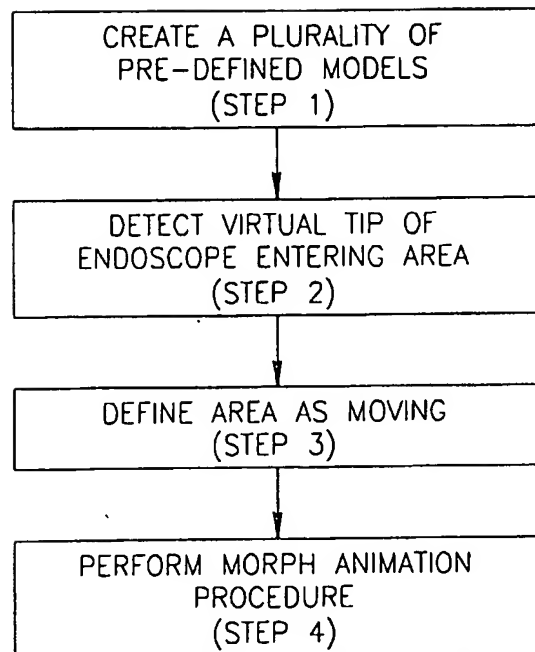 CREATE A PLURALITY OF
PRE-DEFINED MODELS
(STEP 1)
DETECT VIRTUAL TIP OF
ENDOSCOPE ENTERING AREA
(STEP 2)
DEFINE AREA AS MOVING
(STEP 3)
PERFORM MORPH ANIMATION
PROCEDURE
(STEP 4)